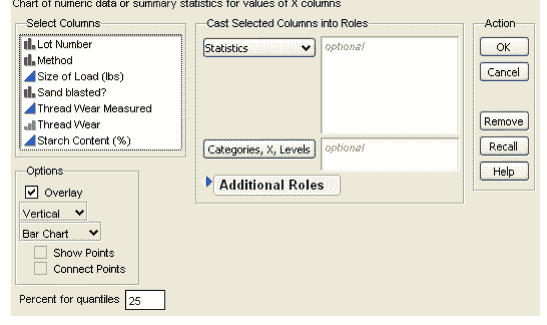 Chart of numeric data or summary statistics for values of X columns
Select Columns
Lot Number
Method
Size of Load (lbs)
Sand blasted?
Thread Wear Measured
Thread Wear
Starch Content (%)
Options
Overlay
Vertical
Bar Chart
Show Points
Connect Points
Percent for quantiles 25
Cast Selected Columns into Roles
Statistics optional
Categories, X, Levels optional
Additional Roles
Action
OK
Cancel
Remove
Recall
Help